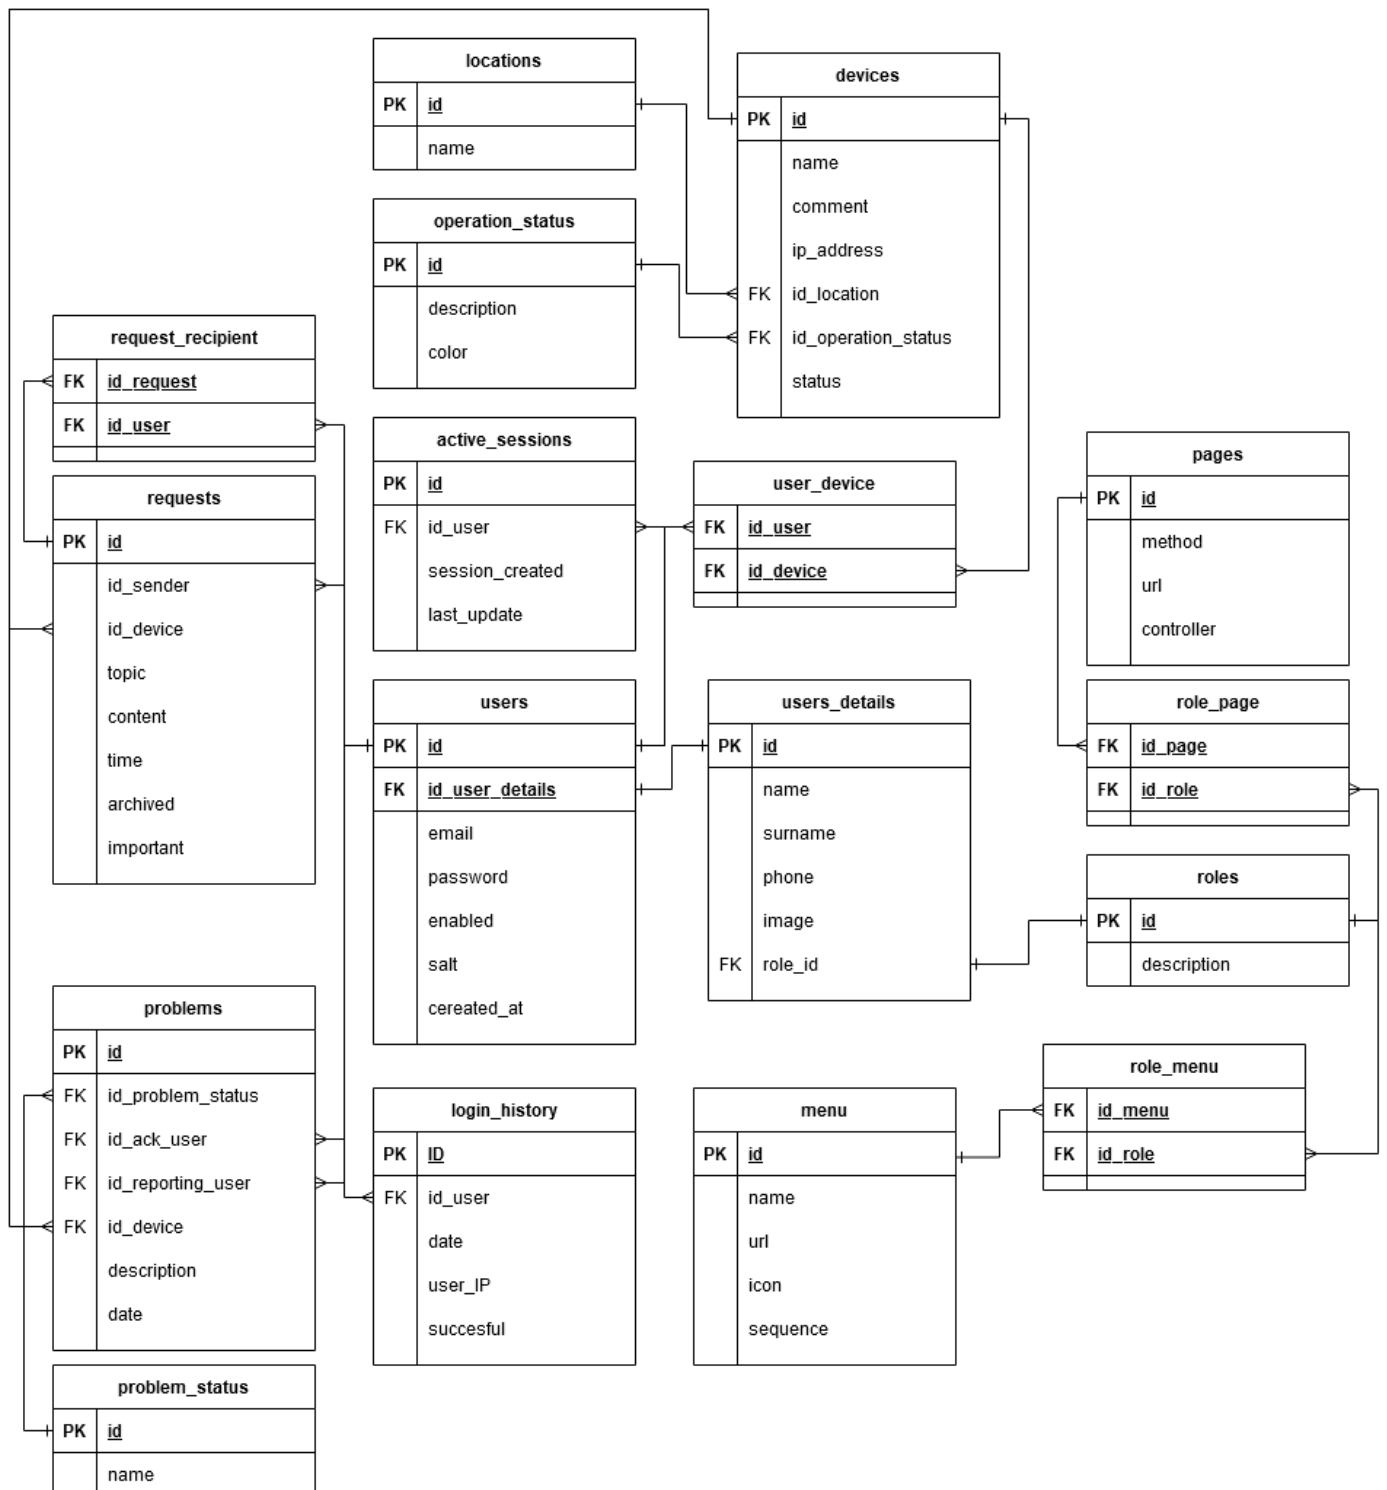 locations
PK id
name
devices
PK id
name
comment
ip_address
FK id_location
FK id_operation_status
status
operation_status
PK id
description
color
request_recipient
FK id_request
FK id_user
active_sessions
PK id
FK id_user
session_created
last_update
user_device
FK id_user
FK id_device
pages
PK id
method
url
controller
requests
PK id
id_sender
id_device
topic
content
time
archived
important
users
PK id
FK id_user_details
email
password
enabled
salt
cereated_at
users_details
PK id
name
surname
phone
image
FK role_id
role_page
FK id_page
FK id_role
roles
PK id
description
problems
PK id
FK id_problem_status
FK id_ack_user
FK id_reporting_user
FK id_device
description
date
login_history
PK ID
FK id_user
date
user_IP
succesful
menu
PK id
name
url
icon
sequence
role_menu
FK id_menu
FK id_role
problem_status
PK id
name